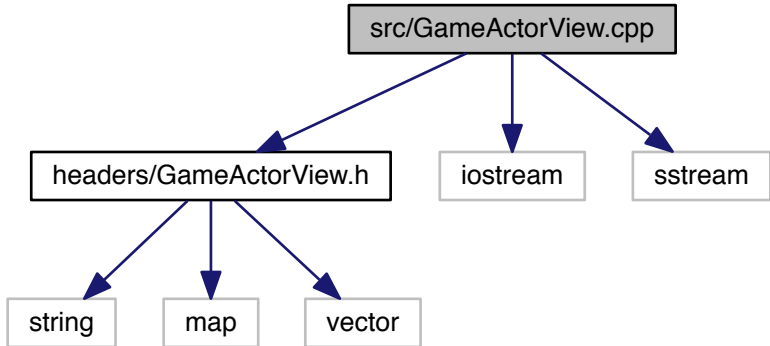 src/GameActorView.cpp
headers/GameActorView.h
iostream
sstream
string
map
vector